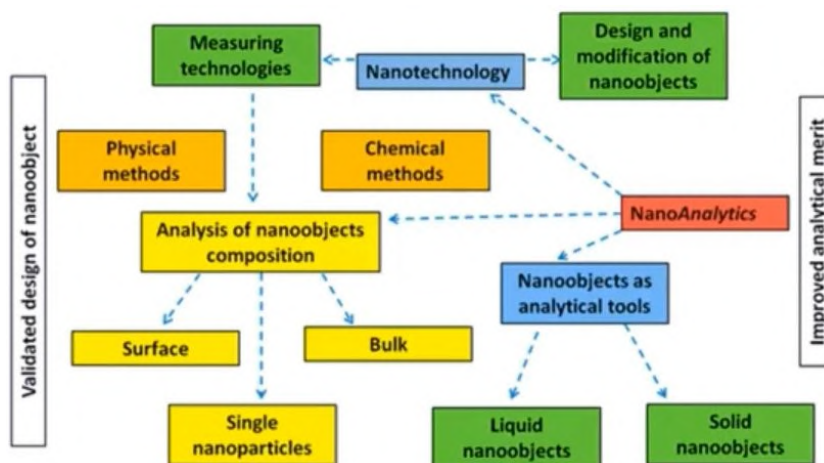 Measuring
technologies
Nanotechnology
Design and
modification of
nanoobjects
Validated design of nanoobject
Improved analytical merit
Physical
methods
Chemical
methods
NanoAnalytics
Analysis of nanoobjects
composition
Nanoobjects as
analytical tools
Surface
Bulk
Single
nanoparticles
Liquid
nanoobjects
Solid
nanoobjects